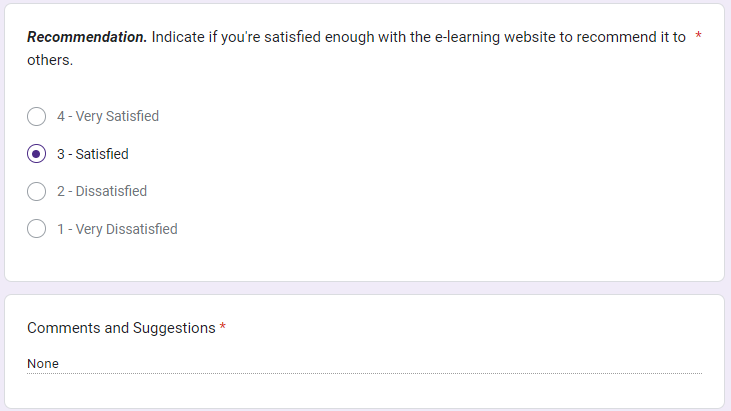 Recommendation. Indicate if you're satisfied enough with the e-learning website to recommend it to *
others.
4 - Very Satisfied
3 - Satisfied
2 - Dissatisfied
1 - Very Dissatisfied
Comments and Suggestions *
None